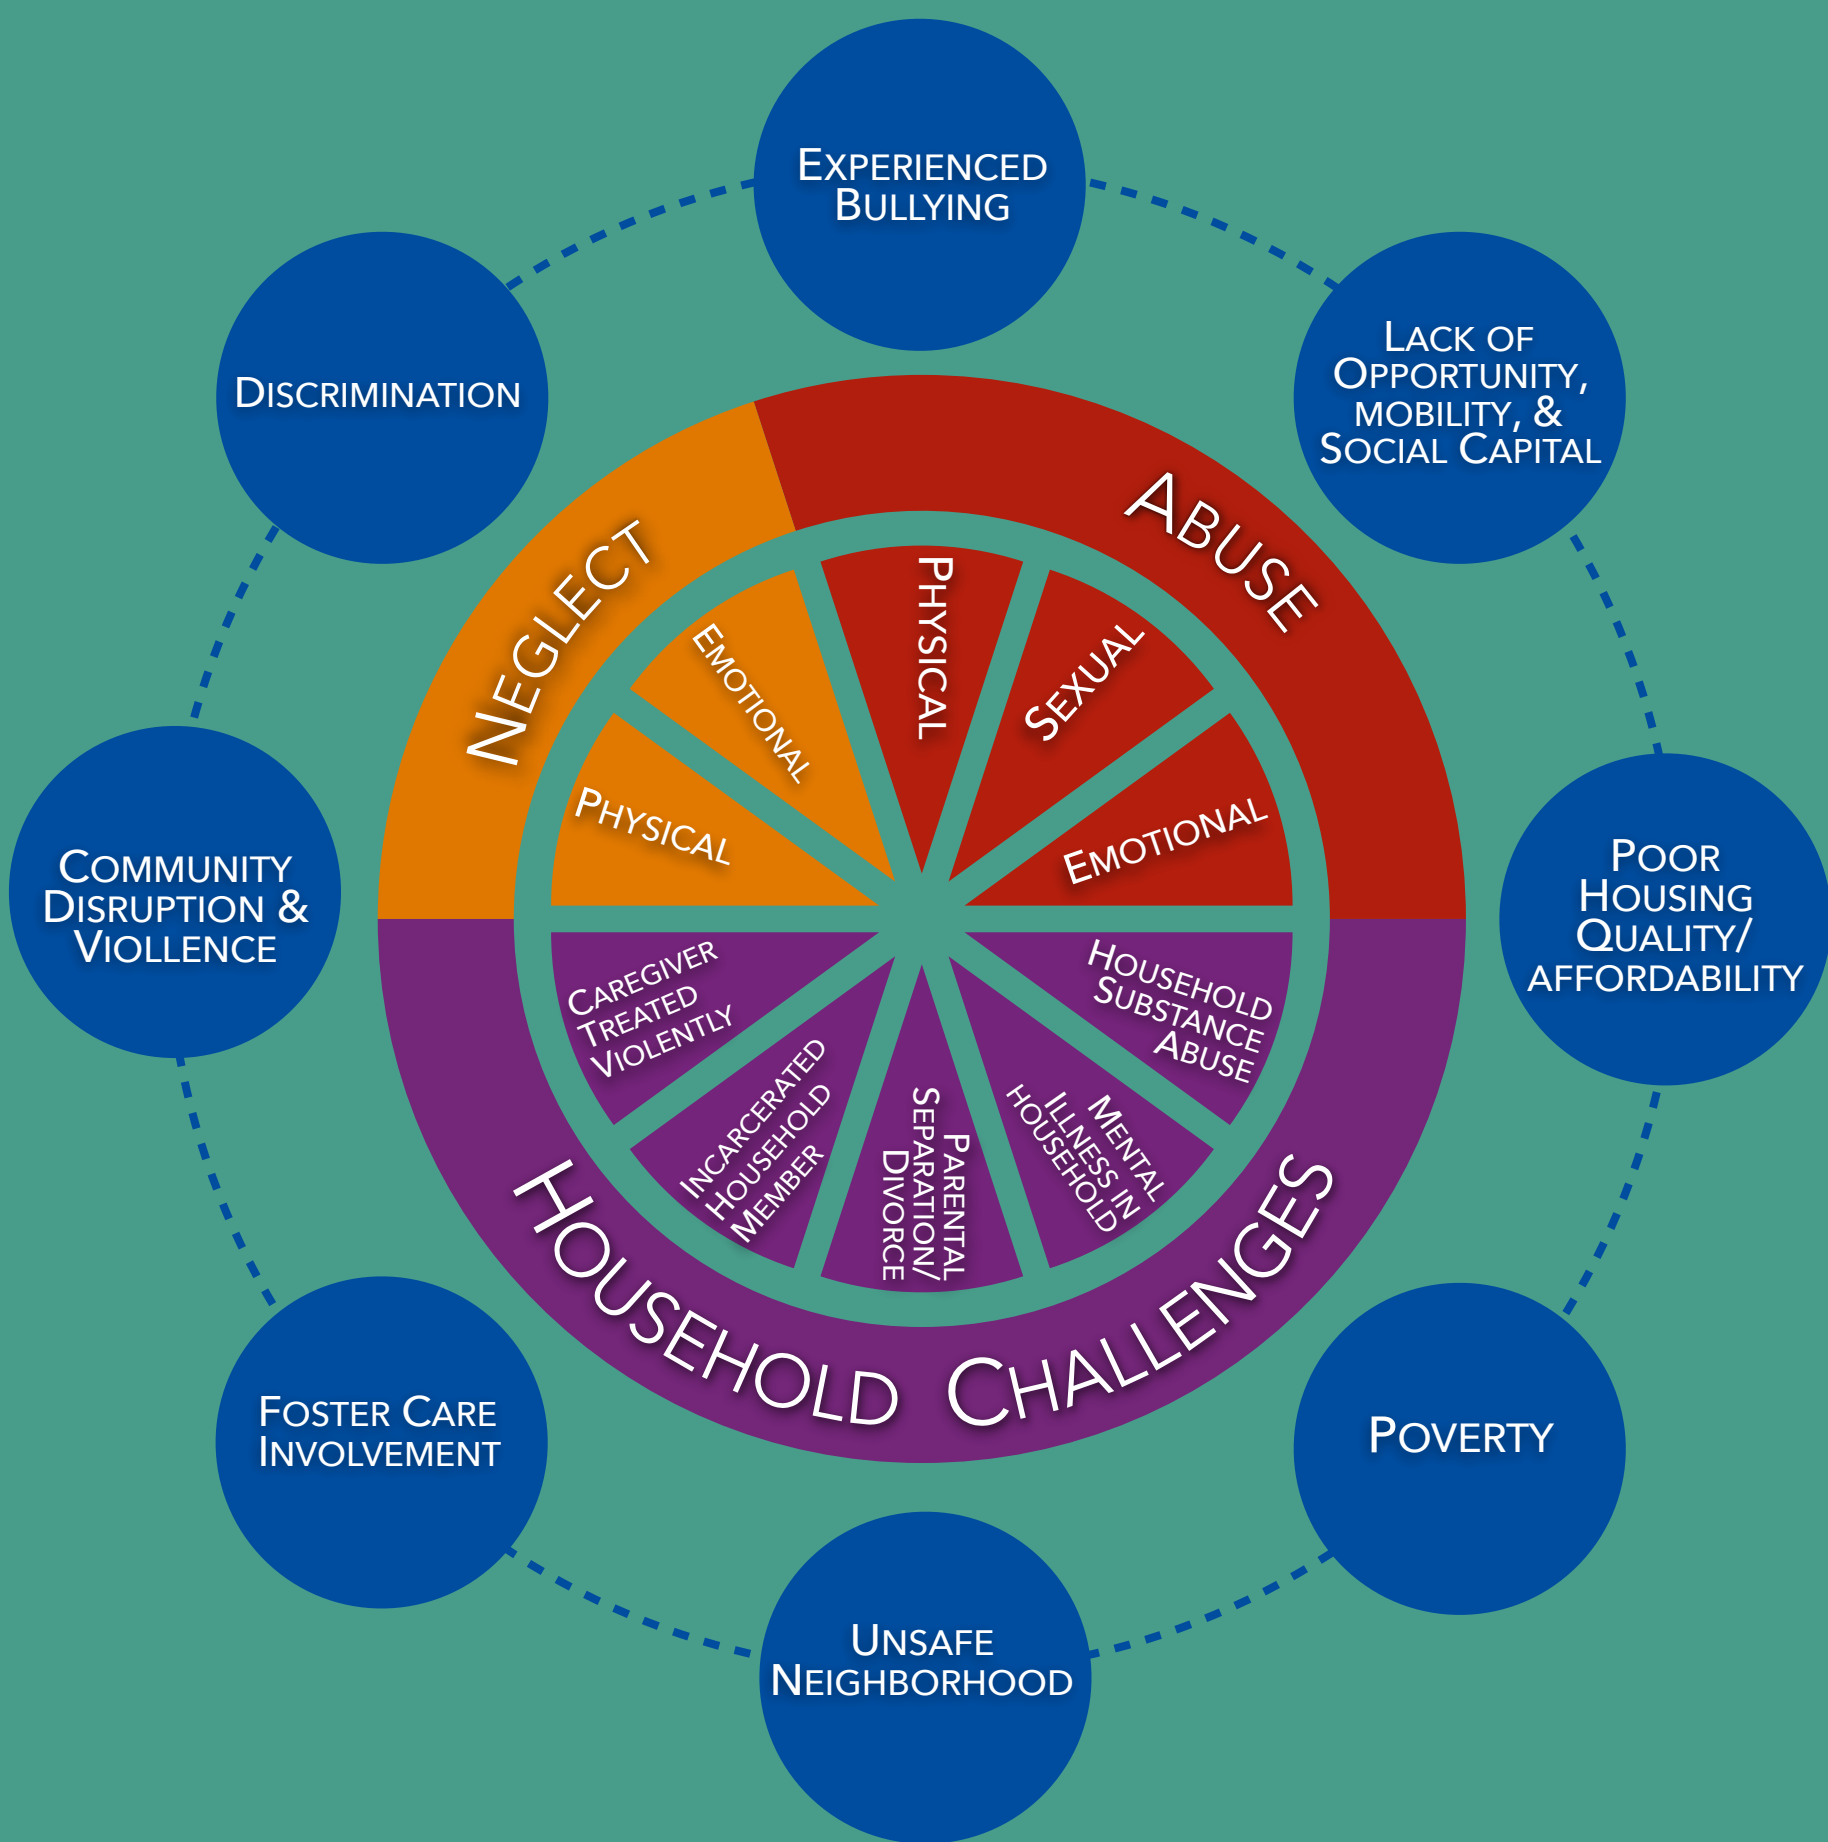 EXPERIENCED
BULLYING
LACK OF
OPPORTUNITY,
MOBILITY, &
SOCIAL CAPITAL
POOR
HOUSING
QUALITY/
AFFORDABILITY
POVERTY
UNSAFE
NEIGHBORHOOD
FOSTER CARE
INVOLVEMENT
COMMUNITY
DISRUPTION &
VIOLLENCE
DISCRIMINATION
NEGLECT
PHYSICAL
EMOTIONAL
ABUSE
PHYSICAL
SEXUAL
EMOTIONAL
HOUSEHOLD CHALLENGES
HOUSEHOLD
SUBSTANCE
ABUSE
MENTAL
ILLNESS IN
HOUSEHOLD
PARENTAL
SEPARATION/
DIVORCE
INCARCERATED
HOUSEHOLD
MEMBER
CAREGIVER
TREATED
VIOLENTLY